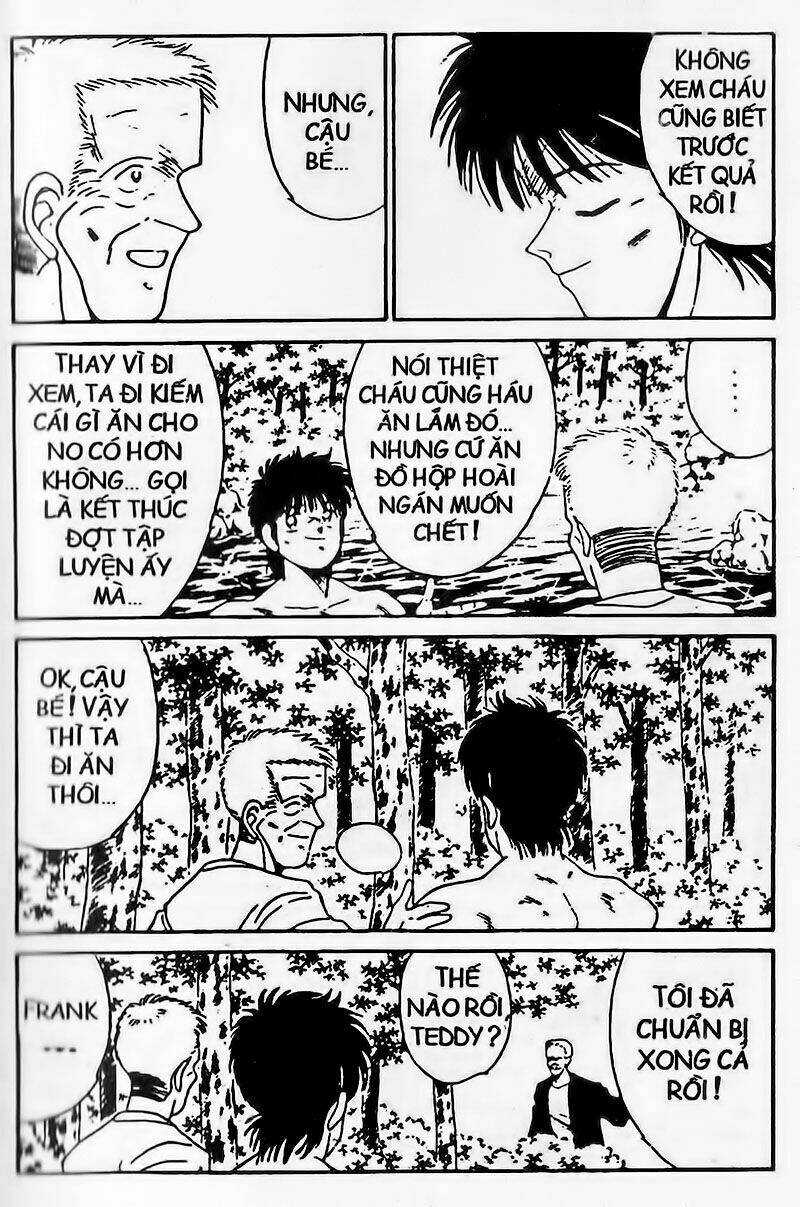 NHƯNG,
CẬU
BÉ...
KHÔNG
XEM CHÁU
CŨNG BIẾT
TRƯỚC
KẾT QUẢ
RỒI!
THAY VÌ ĐI
XEM, TA ĐI KIẾM
CÁI GÌ ĂN CHO
NO CÓ HƠN
KHÔNG... GỌI
LÀ KẾT THÚC
ĐỢT TẬP
LUYỆN ẤY
MÀ...
NÓI THIỆT
CHÁU CŨNG HÁU
ĂN LẮM ĐÓ...
NHƯNG CỨ ĂN
ĐỒ HỘP HOÀI
NGÁN MUỐN
CHẾT!
...
...
OK, CẬU
BÉ! VẬY
THÌ TA
ĐI ĂN
THÔI...
FRANK
....
THẾ
NÀO RỒI,
TEDDY?
TÔI ĐÃ
CHUẨN BỊ
XONG CẢ
RỒI!